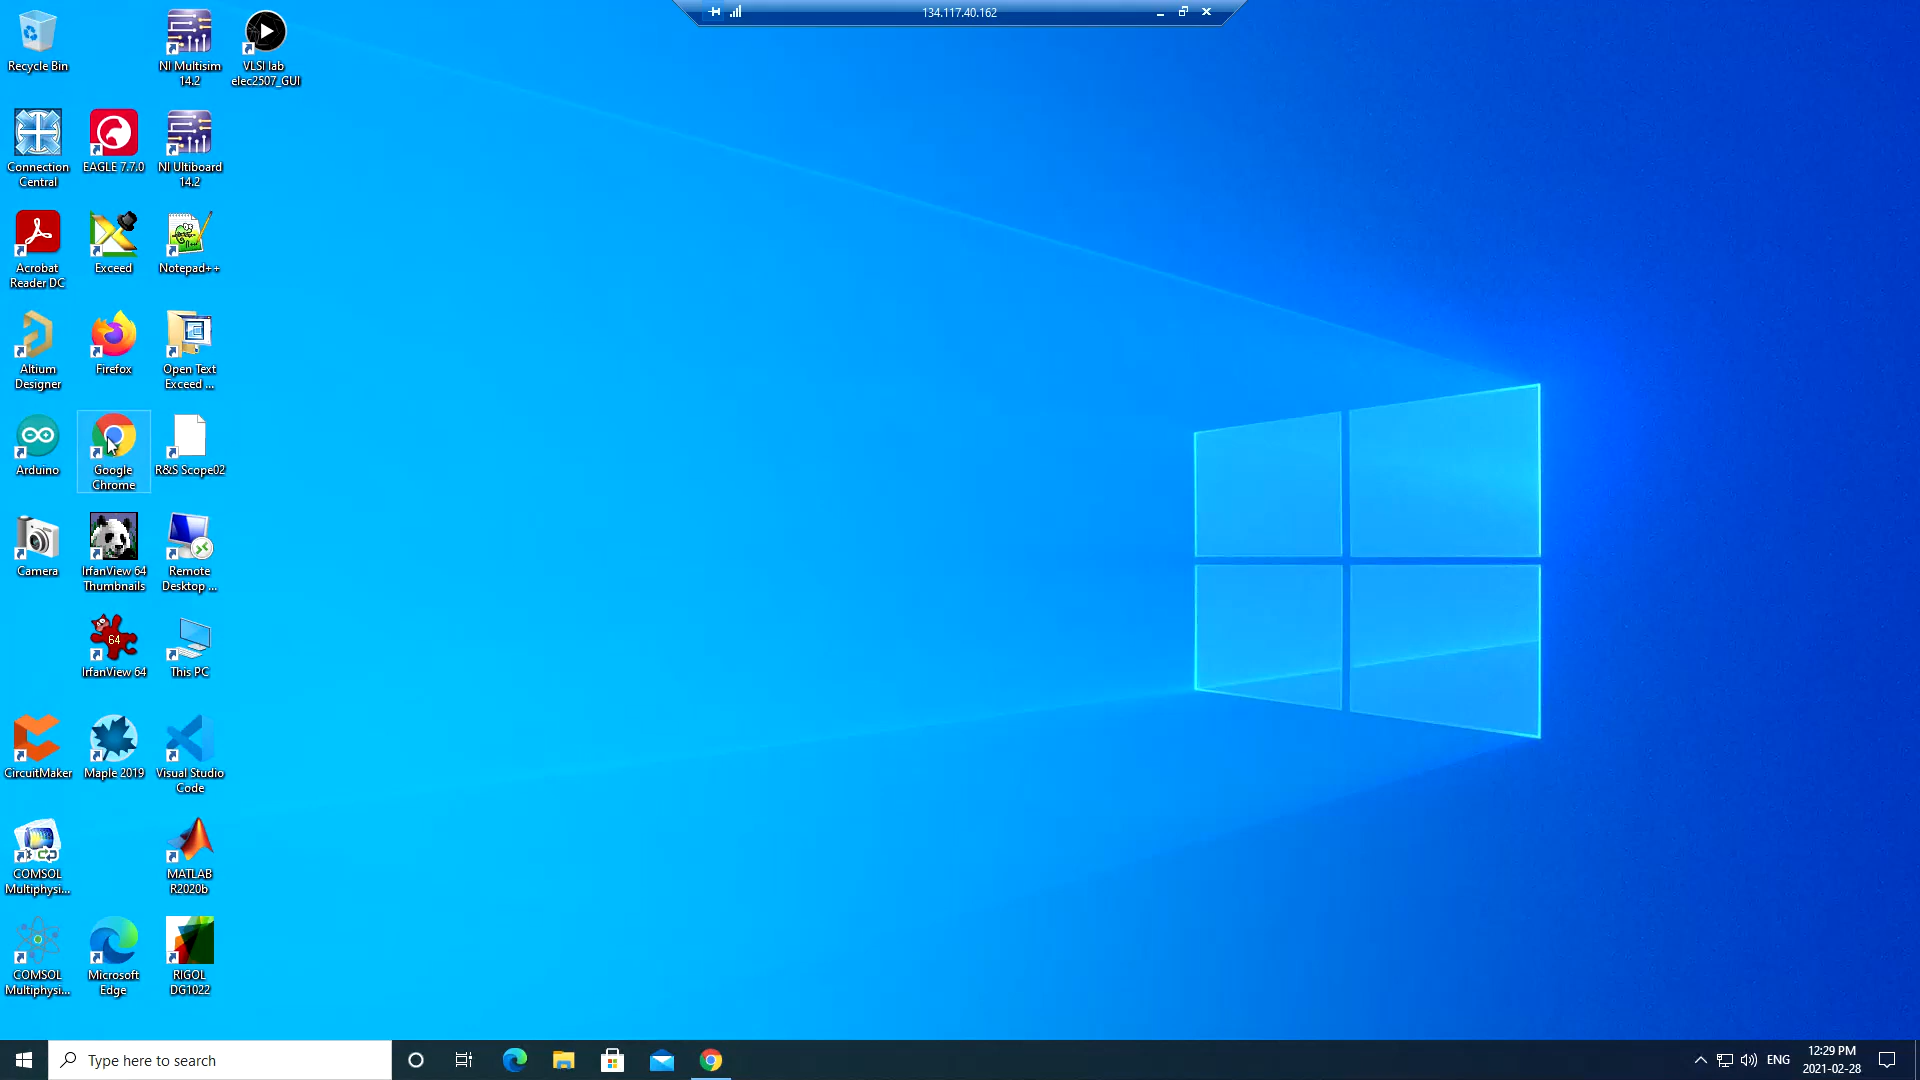 134.117.40.162
Recycle Bin
NI Multisim
14.2
VLSI lab
elec2507_GUI
Connection
Central
EAGLE 7.7.0
NI Ultiboard
14.2
Acrobat
Reader DC
Exceed
Notepad++
Altium
Designer
Firefox
Open Text
Exceed ...
Arduino
Google
Chrome
R&S Scope02
Camera
IrfanView 64
Thumbnails
Remote
Desktop ...
64
IrfanView 64
This PC
CircuitMaker
Maple 2019
Visual Studio
Code
COMSOL
Multiphysi...
MATLAB
R2020b
COMSOL
Multiphysi...
Microsoft
Edge
RIGOL
DG1022
Type here to search
ENG
12:29 PM
2021-02-28